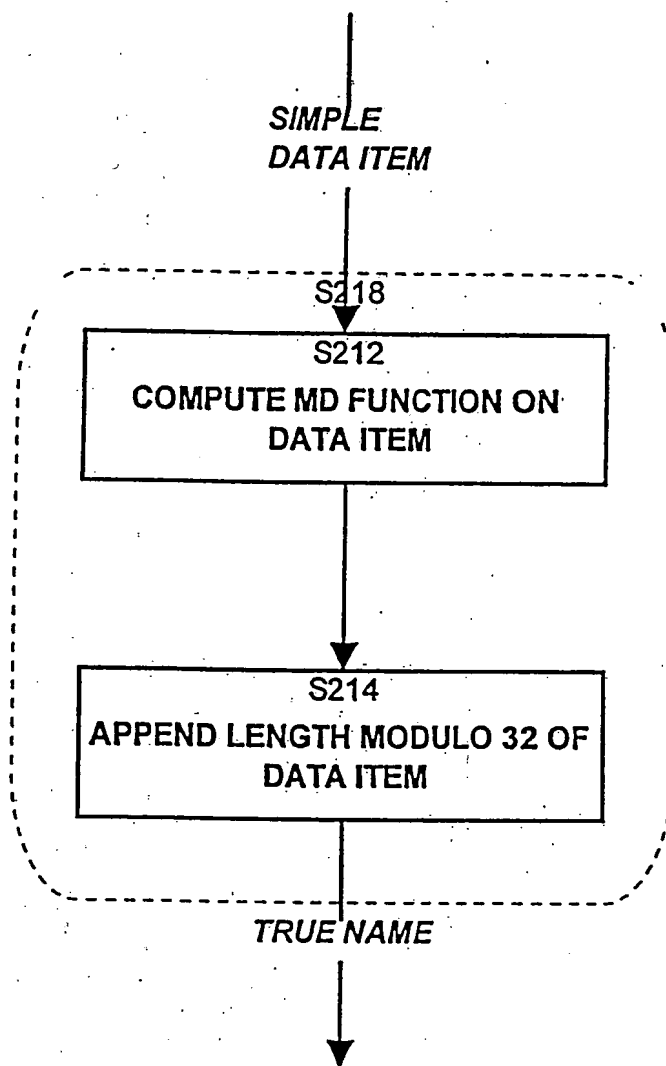 SIMPLE
DATA ITEM
S218
S212
COMPUTE MD FUNCTION ON
DATA ITEM
S214
APPEND LENGTH MODULO 32 OF
DATA ITEM
TRUE NAME